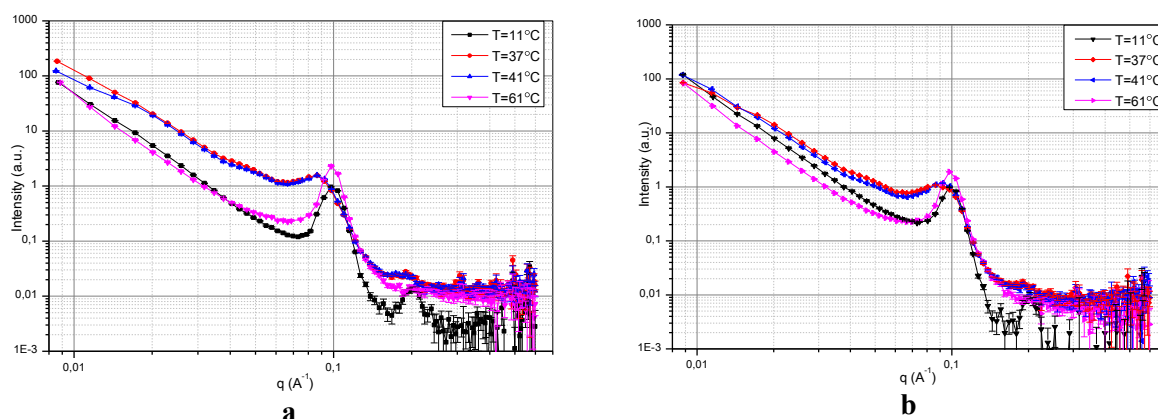 1000
100
10
1
0,1
0,01
1E-3
Intensity (a.u.)
0,01
0,1
q (A⁻¹)
T=11°C
T=37°C
T=41°C
T=61°C
a
1000
100
10
1
0,1
0,01
1E-3
Intensity (a.u.)
0,01
0,1
q (A⁻¹)
T=11°C
T=37°C
T=41°C
T=61°C
b